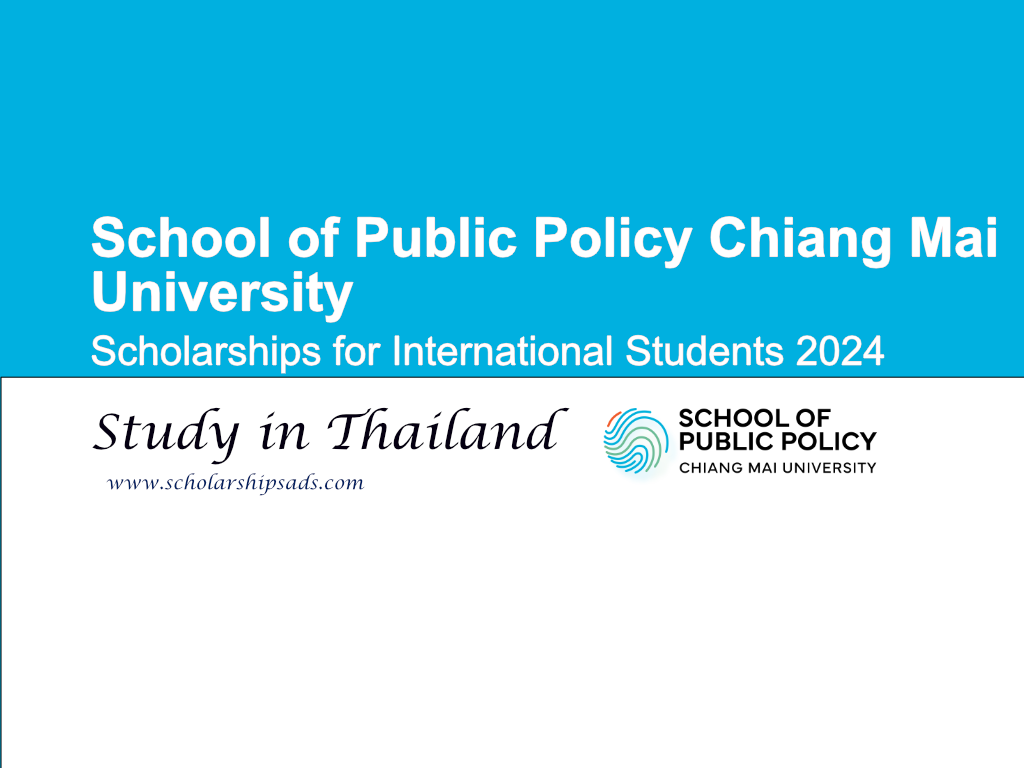 School of Public Policy Chiang Mai
University
Scholarships for International Students 2024
Study in Thailand
www.scholarshipsads.com
SCHOOL OF
PUBLIC POLICY
CHIANG MAI UNIVERSITY